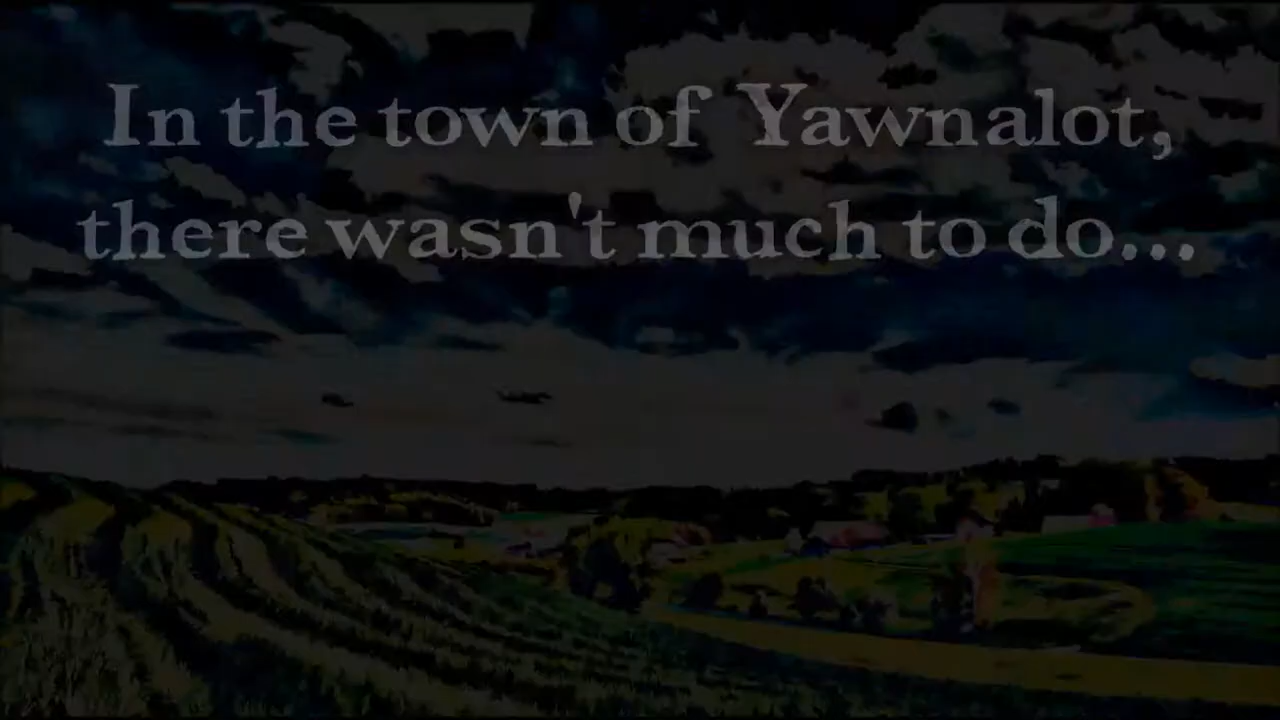 In the town of Yawnalot,
there wasn't much to do...